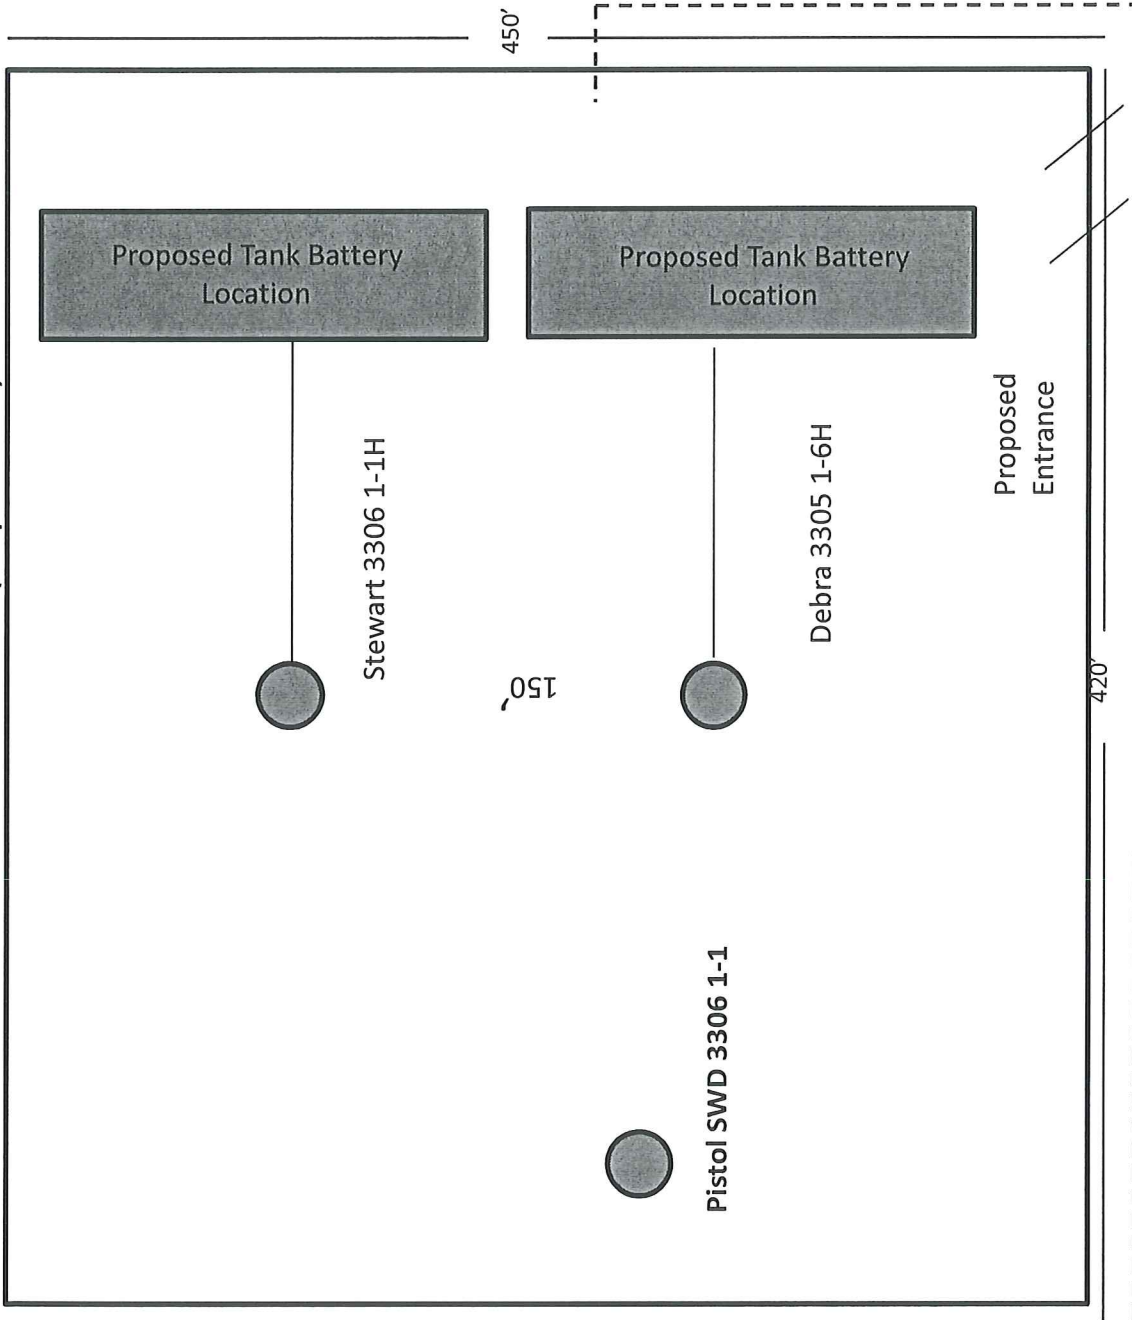 450’
Proposed Tank Battery
Location
Proposed Tank Battery
Location
Stewart 3306 1-1H
Debra 3305 1-6H
Proposed
Entrance
150’
420’
Pistol SWD 3306 1-1